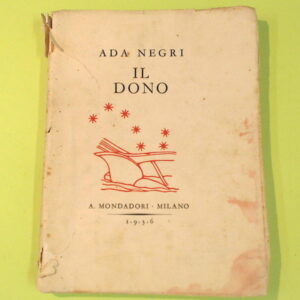 ADA NEGRI
IL
DONO
A. MONDADORI - MILANO
1-9-3-6